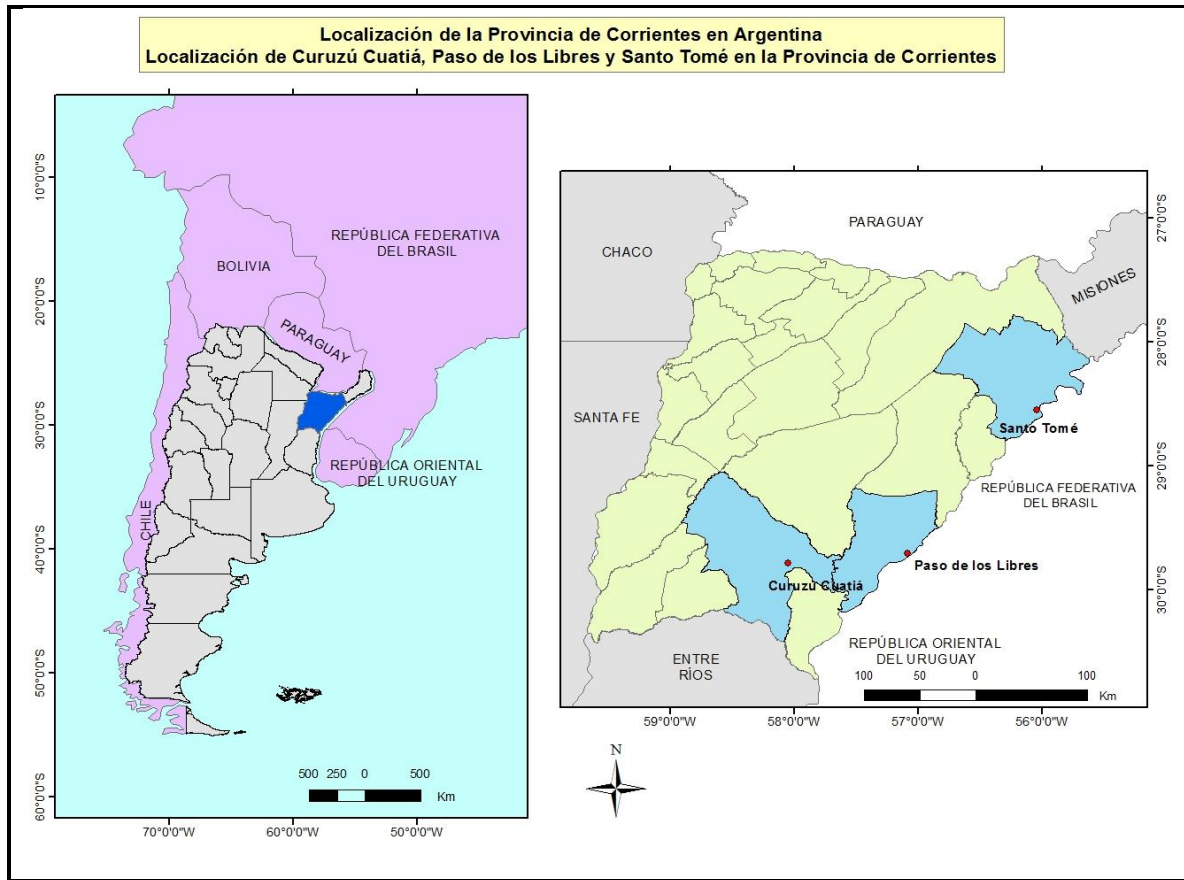 Localización de la Provincia de Corrientes en Argentina
Localización de Curuzú Cuatiá, Paso de los Libres y Santo Tomé en la Provincia de Corrientes
10°0'0"S
20°0'0"S
30°0'0"S
40°0'0"S
50°0'0"S
60°0'0"S
REPÚBLICA FEDERATIVA
DEL BRASIL
BOLIVIA
PARAGUAY
REPÚBLICA ORIENTAL
DEL URUGUAY
CHILE
500 250 0 500
Km
70°0'0"W 60°0'0"W 50°0'0"W
PARAGUAY
CHACO
MISIONES
SANTA FE
Santo Tomé
REPÚBLICA FEDERATIVA
DEL BRASIL
Paso de los Libres
Curuzú Cuatiá
REPÚBLICA ORIENTAL
DEL URUGUAY
ENTRE
RÍOS
100 50 0 100
Km
27°0'0"S
28°0'0"S
29°0'0"S
30°0'0"S
59°0'0"W 58°0'0"W 57°0'0"W 56°0'0"W
N